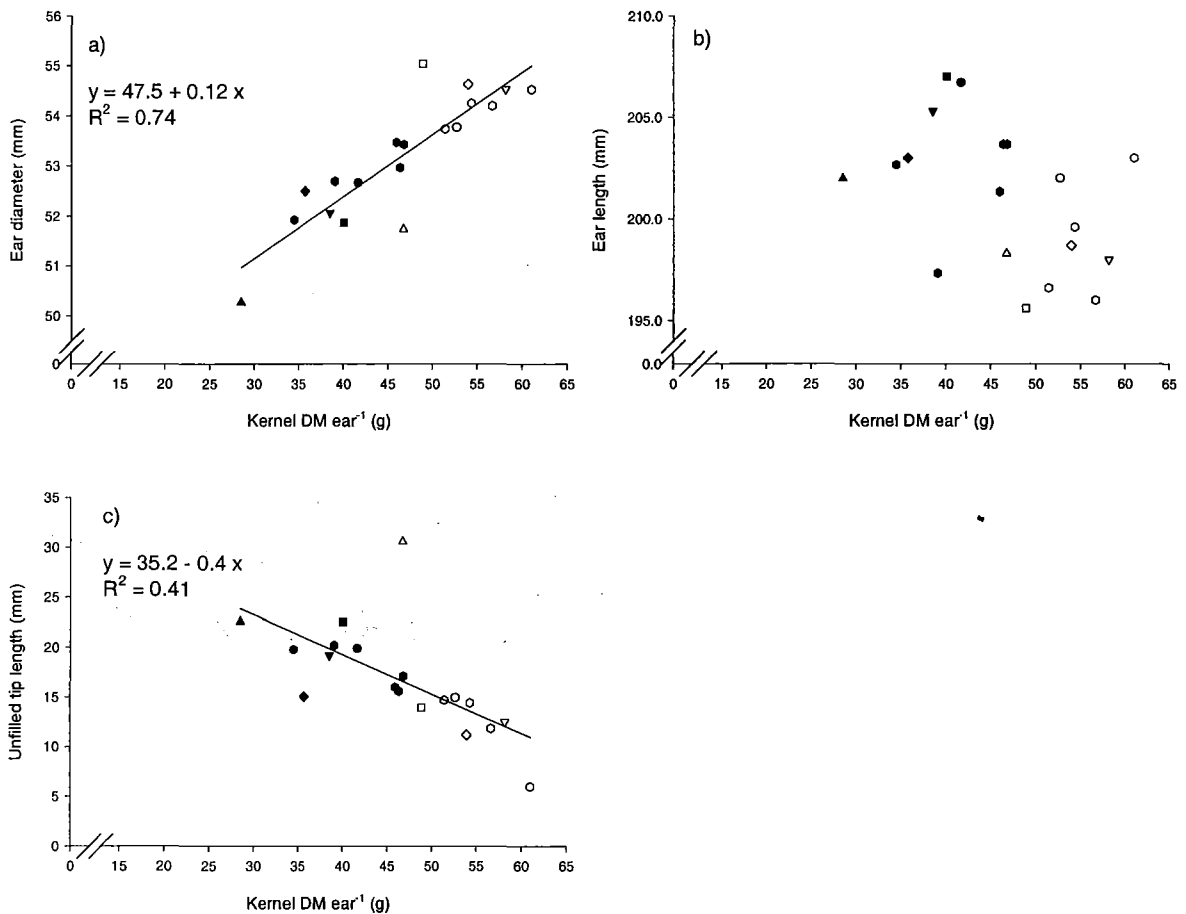 a)
y = 47.5 + 0.12 x
R² = 0.74
Ear diameter (mm)
56
55
54
53
52
51
50
0
0 15 20 25 30 35 40 45 50 55 60 65
Kernel DM ear⁻¹ (g)
b)
Ear length (mm)
210.0
205.0
200.0
195.0
0.0
0 15 20 25 30 35 40 45 50 55 60 65
Kernel DM ear⁻¹ (g)
c)
y = 35.2 - 0.4 x
R² = 0.41
Unfilled tip length (mm)
35
30
25
20
15
10
5
0
0 15 20 25 30 35 40 45 50 55 60 65
Kernel DM ear⁻¹ (g)